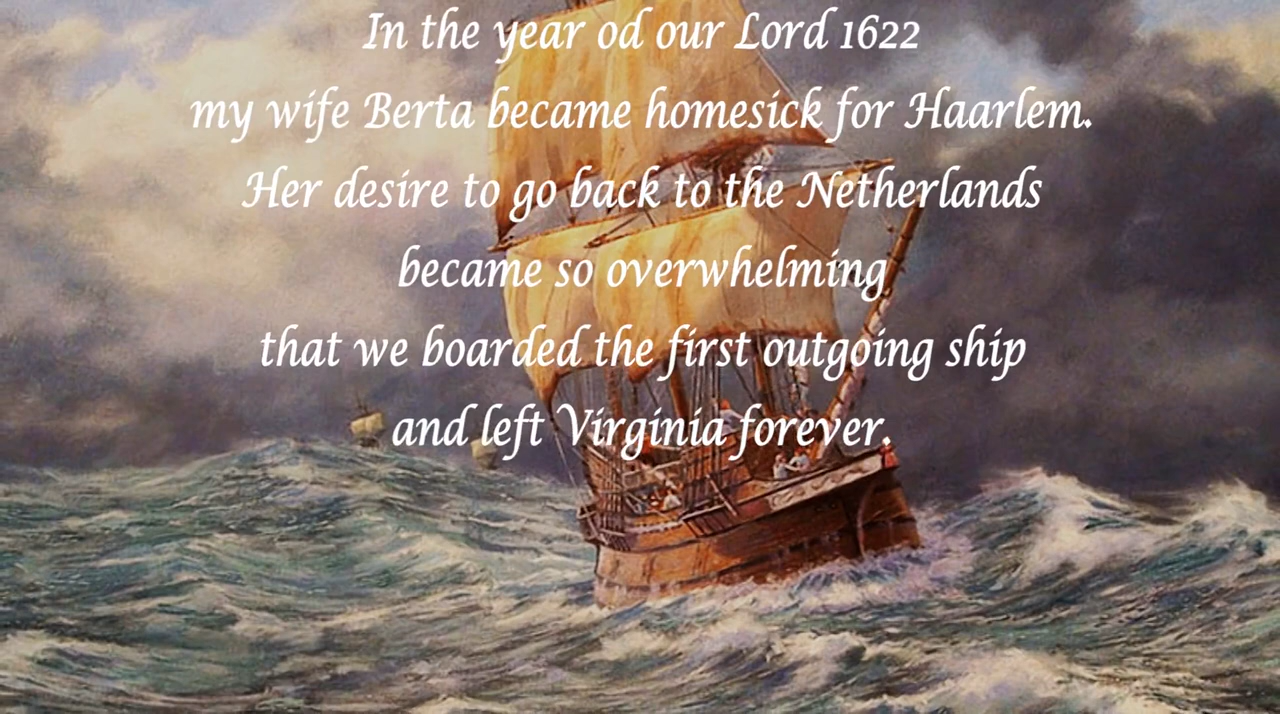 In the year od our Lord 1622
my wife Berta became homesick for Haarlem.
Her desire to go back to the Netherlands
became so overwhelming
that we boarded the first outgoing ship
and left Virginia forever.